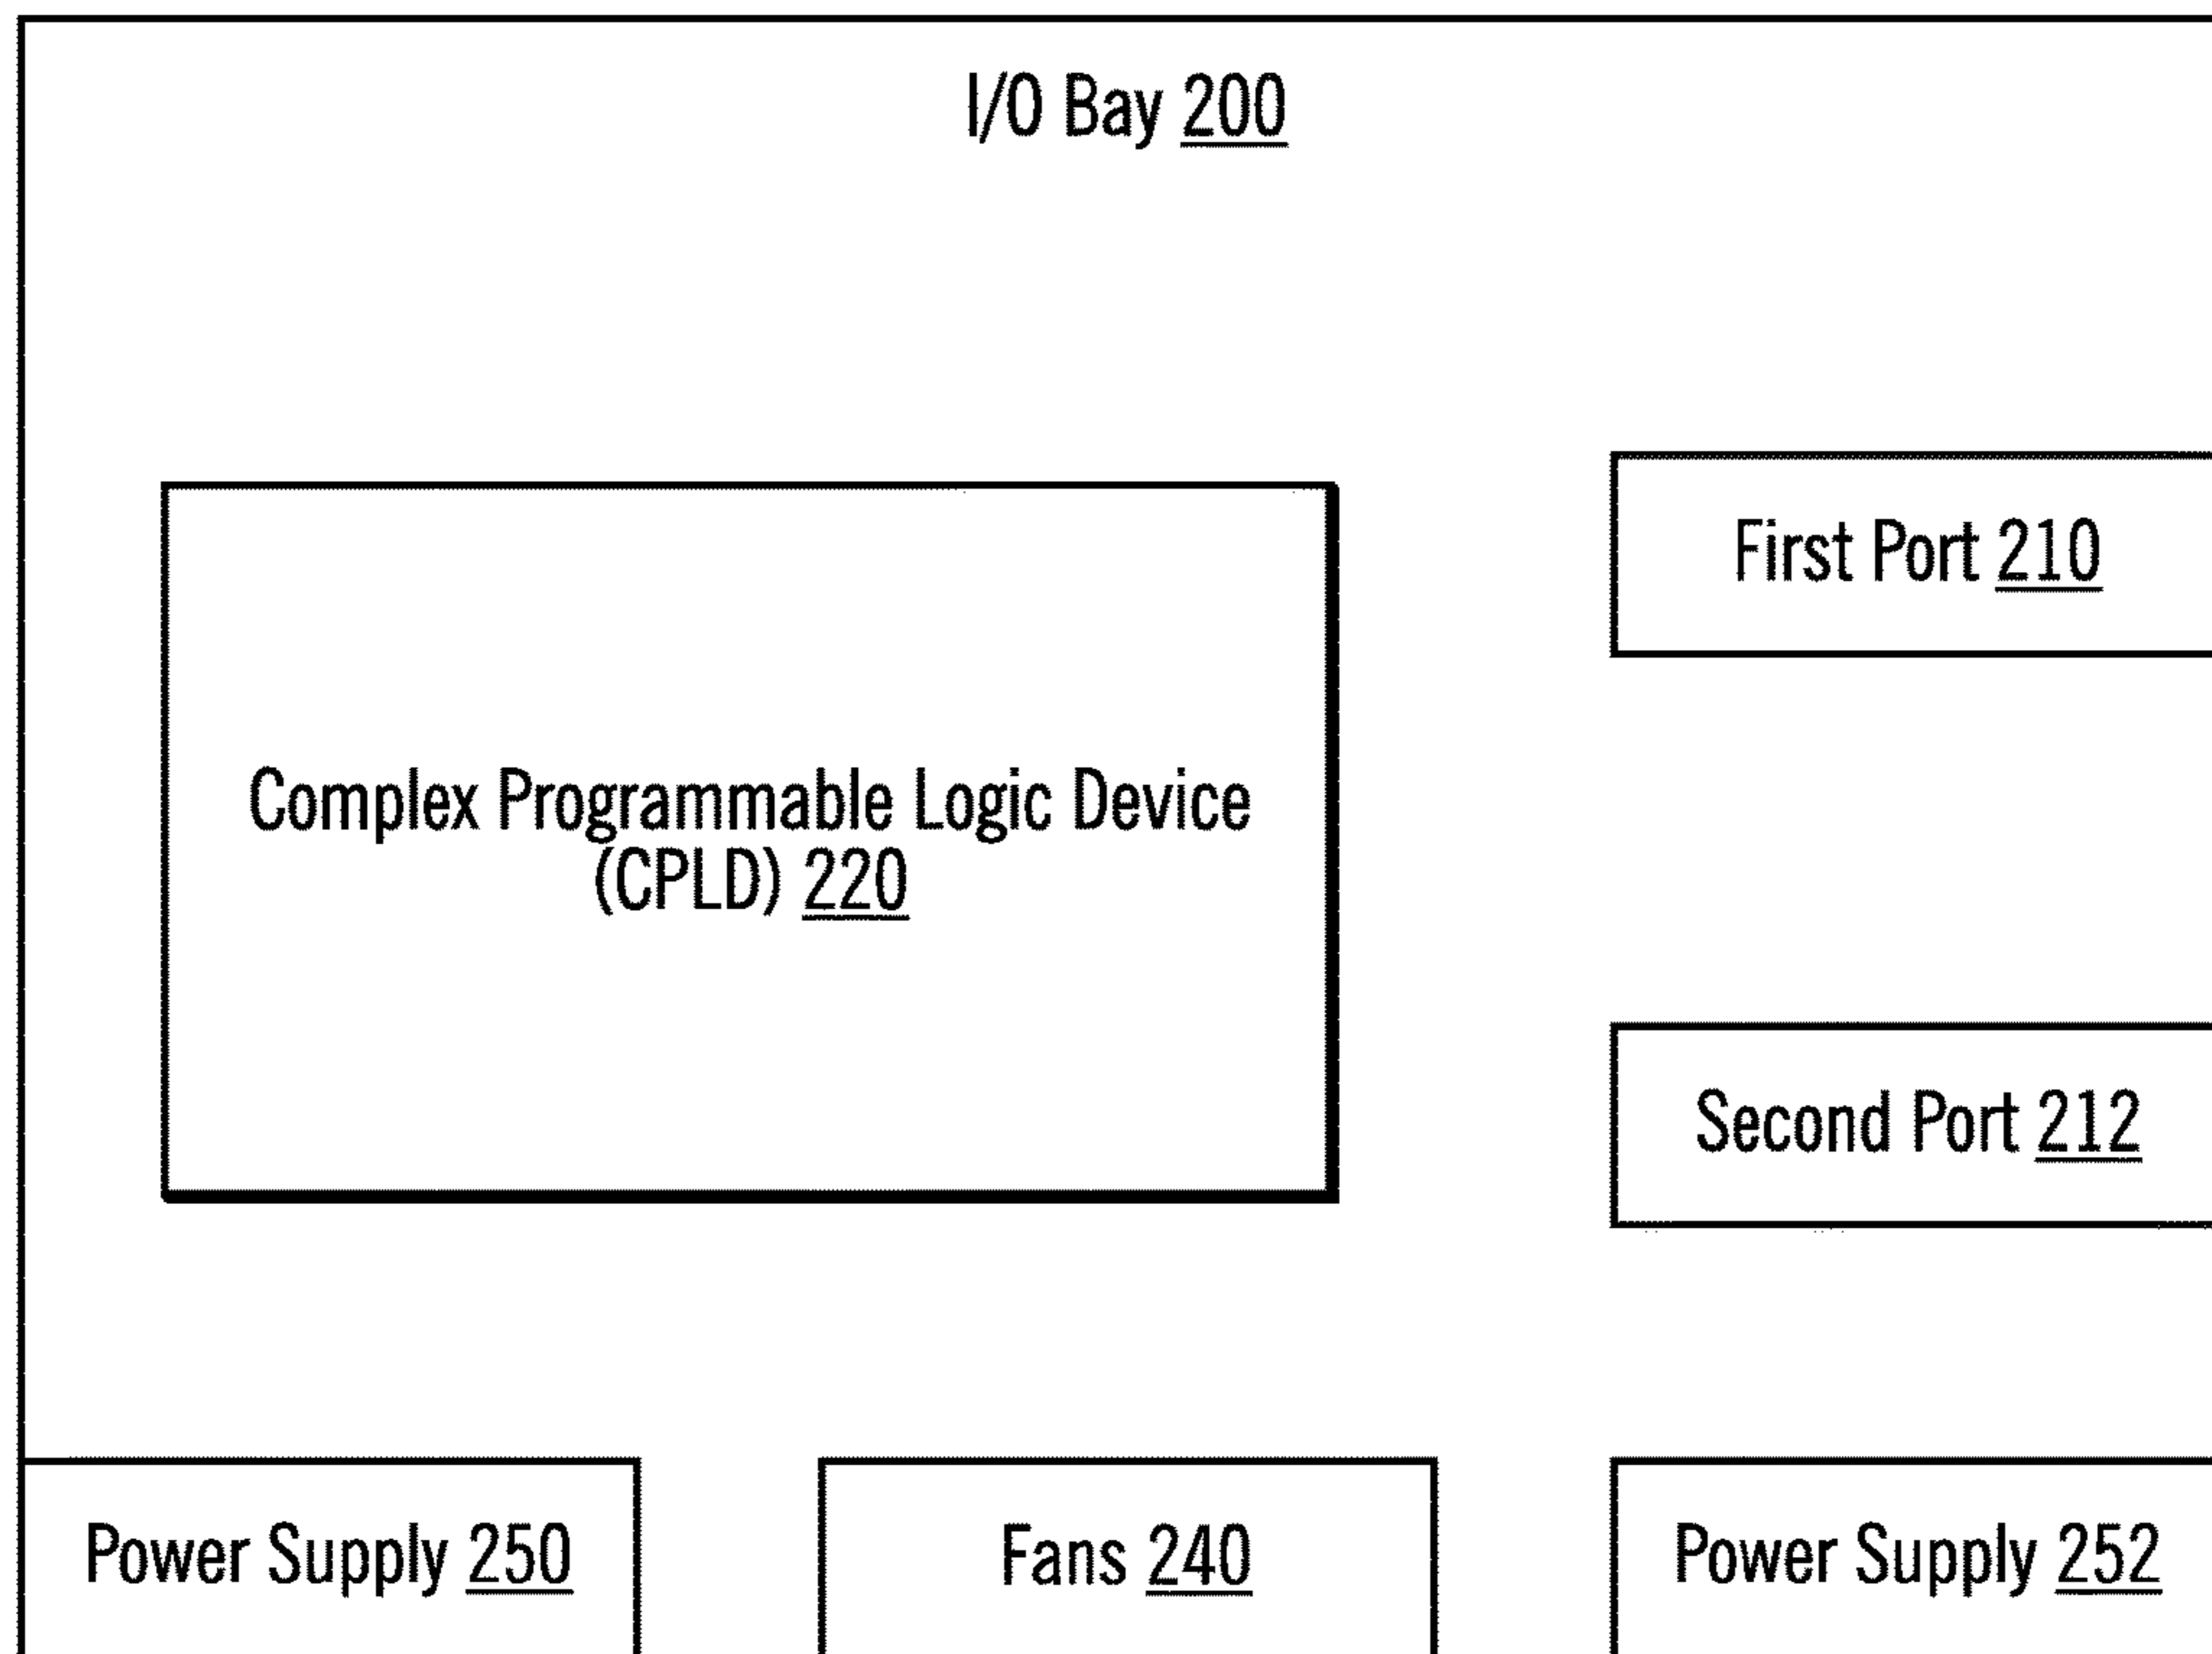 I/O Bay 200
First Port 210
Complex Programmable Logic Device
(CPLD) 220
Second Port 212
Power Supply 250
Fans 240
Power Supply 252